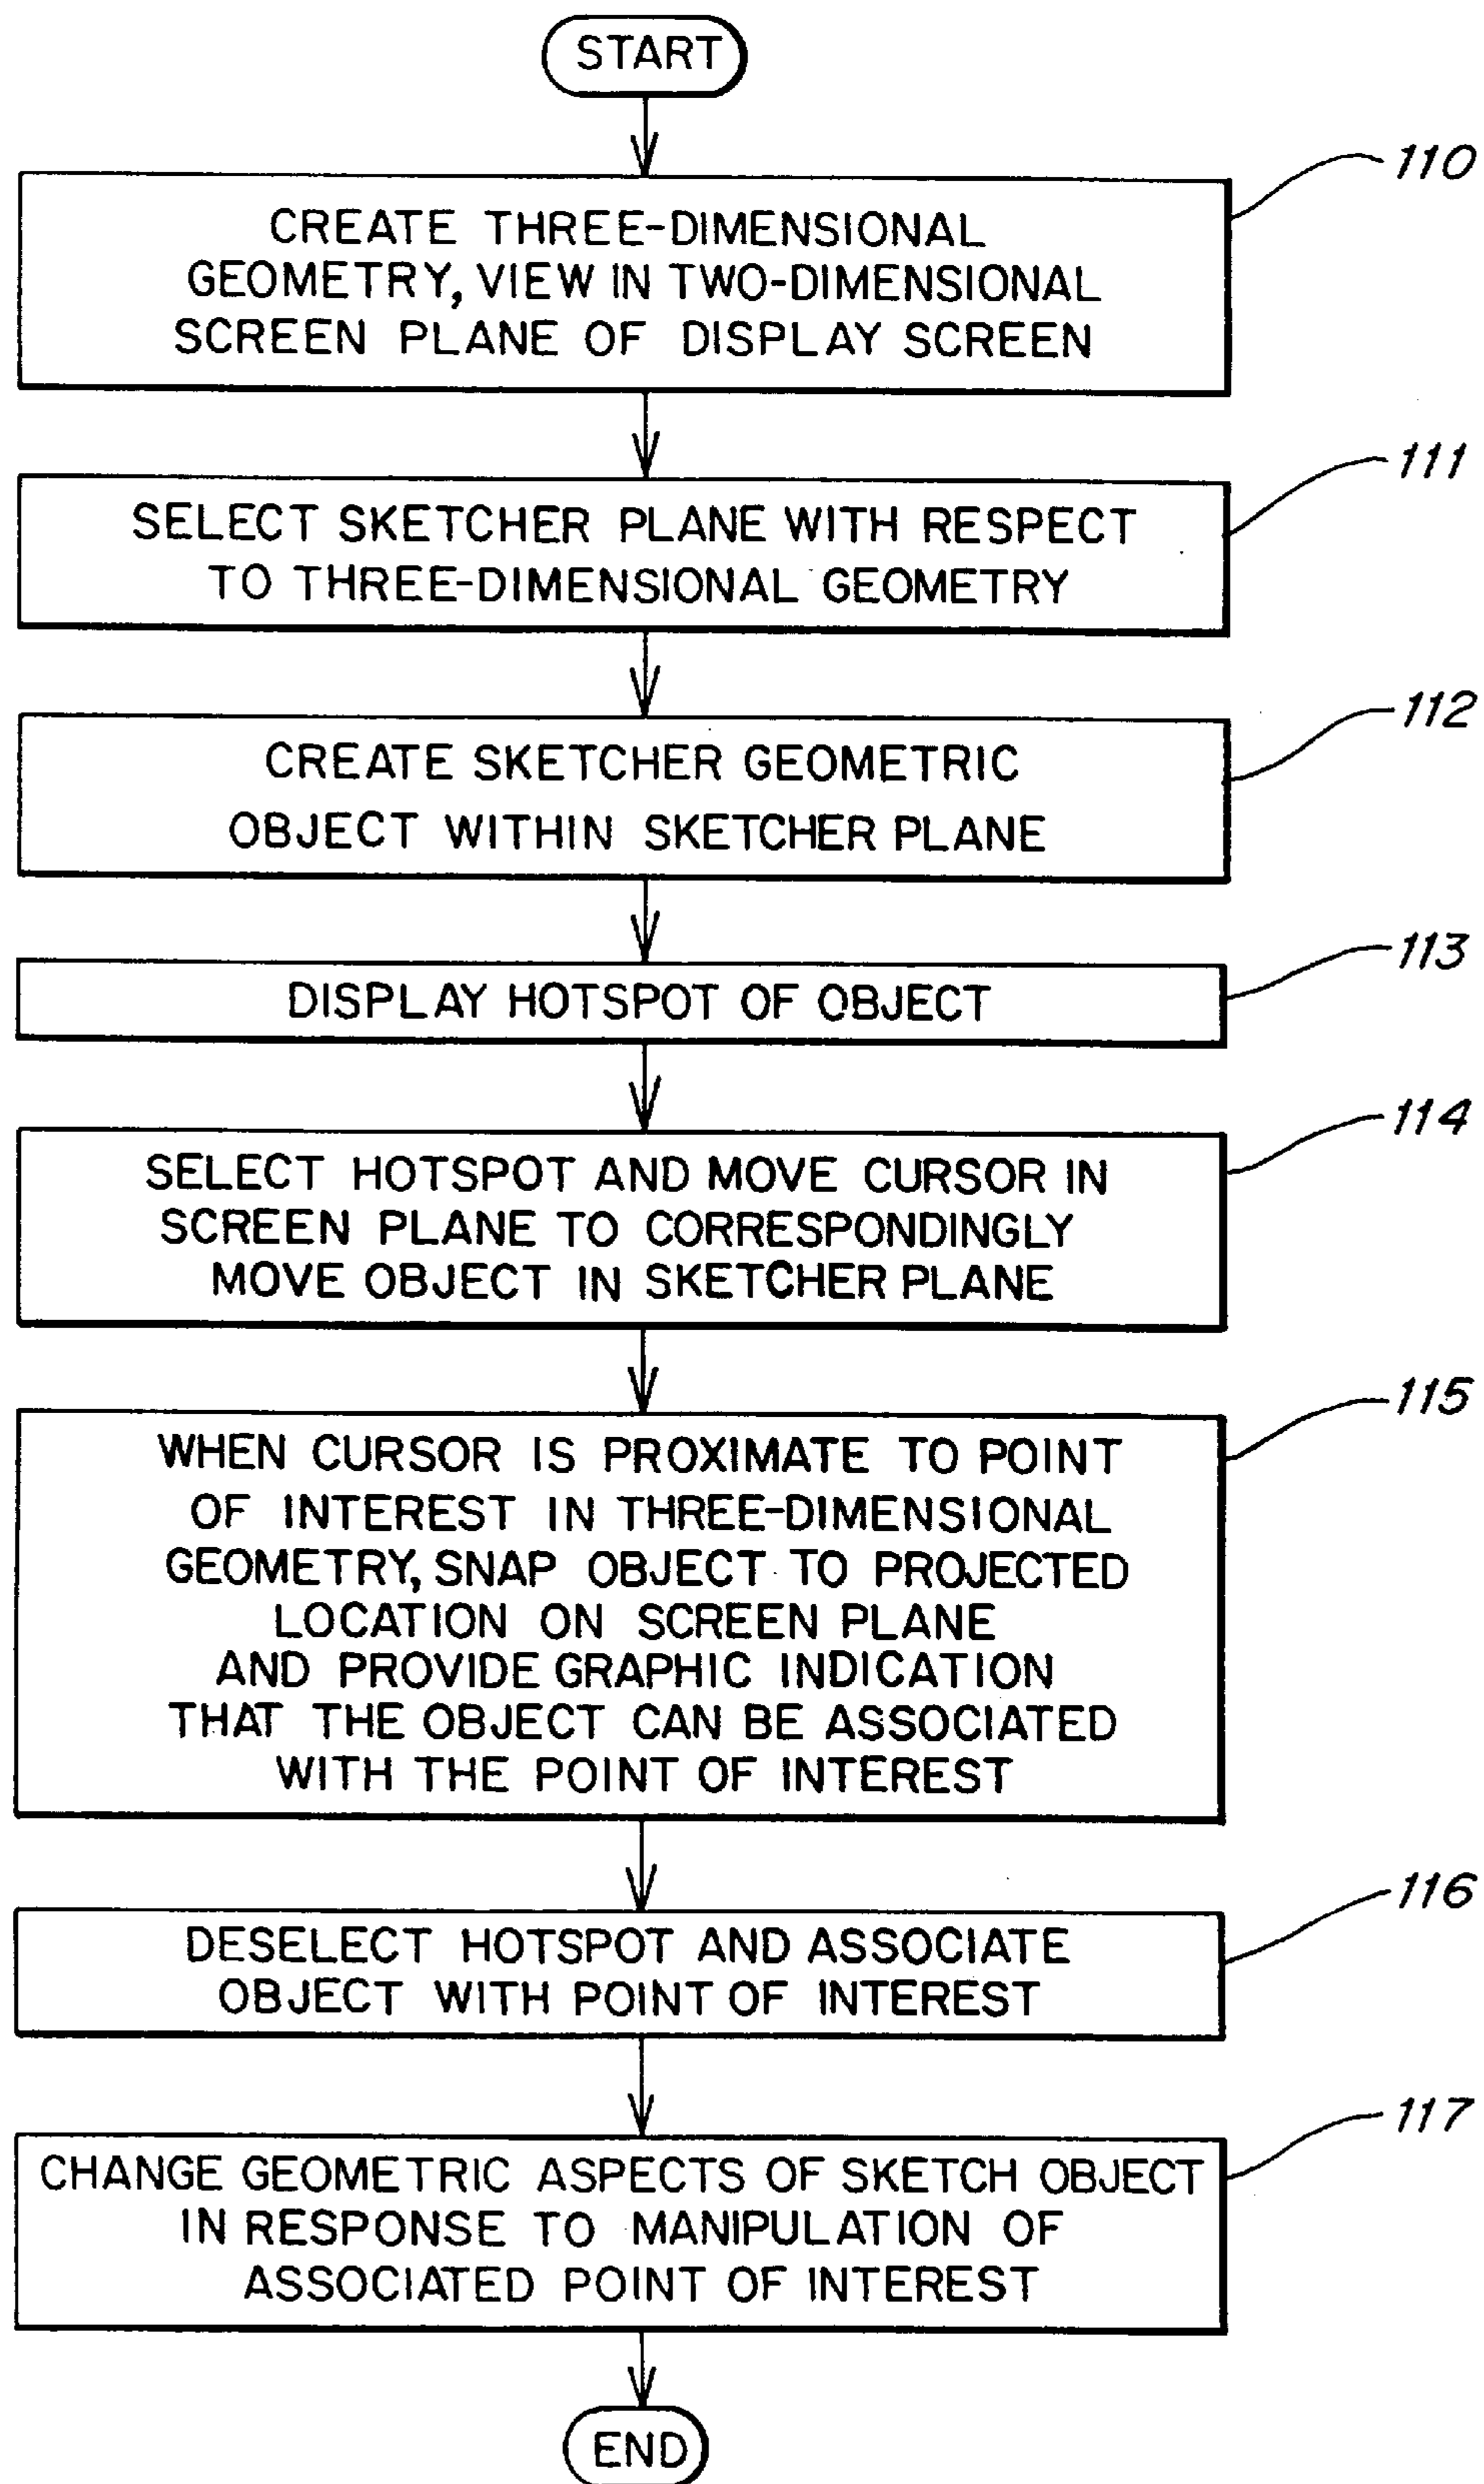 START
110
CREATE THREE-DIMENSIONAL
GEOMETRY, VIEW IN TWO-DIMENSIONAL
SCREEN PLANE OF DISPLAY SCREEN
111
SELECT SKETCHER PLANE WITH RESPECT
TO THREE-DIMENSIONAL GEOMETRY
112
CREATE SKETCHER GEOMETRIC
OBJECT WITHIN SKETCHER PLANE
113
DISPLAY HOTSPOT OF OBJECT
114
SELECT HOTSPOT AND MOVE CURSOR IN
SCREEN PLANE TO CORRESPONDINGLY
MOVE OBJECT IN SKETCHER PLANE
115
WHEN CURSOR IS PROXIMATE TO POINT
OF INTEREST IN THREE-DIMENSIONAL
GEOMETRY, SNAP OBJECT TO PROJECTED
LOCATION ON SCREEN PLANE
AND PROVIDE GRAPHIC INDICATION
THAT THE OBJECT CAN BE ASSOCIATED
WITH THE POINT OF INTEREST
116
DESELECT HOTSPOT AND ASSOCIATE
OBJECT WITH POINT OF INTEREST
117
CHANGE GEOMETRIC ASPECTS OF SKETCH OBJECT
IN RESPONSE TO MANIPULATION OF
ASSOCIATED POINT OF INTEREST
END